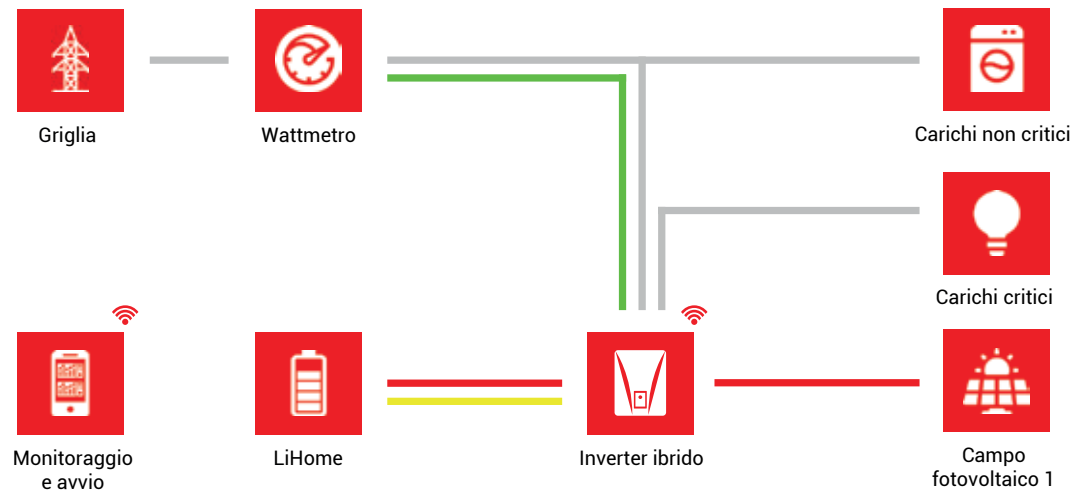 Griglia
Wattmetro
Carichi non critici
Carichi critici
Monitoraggio
e avvio
LiHome
Inverter ibrido
Campo
fotovoltaico 1